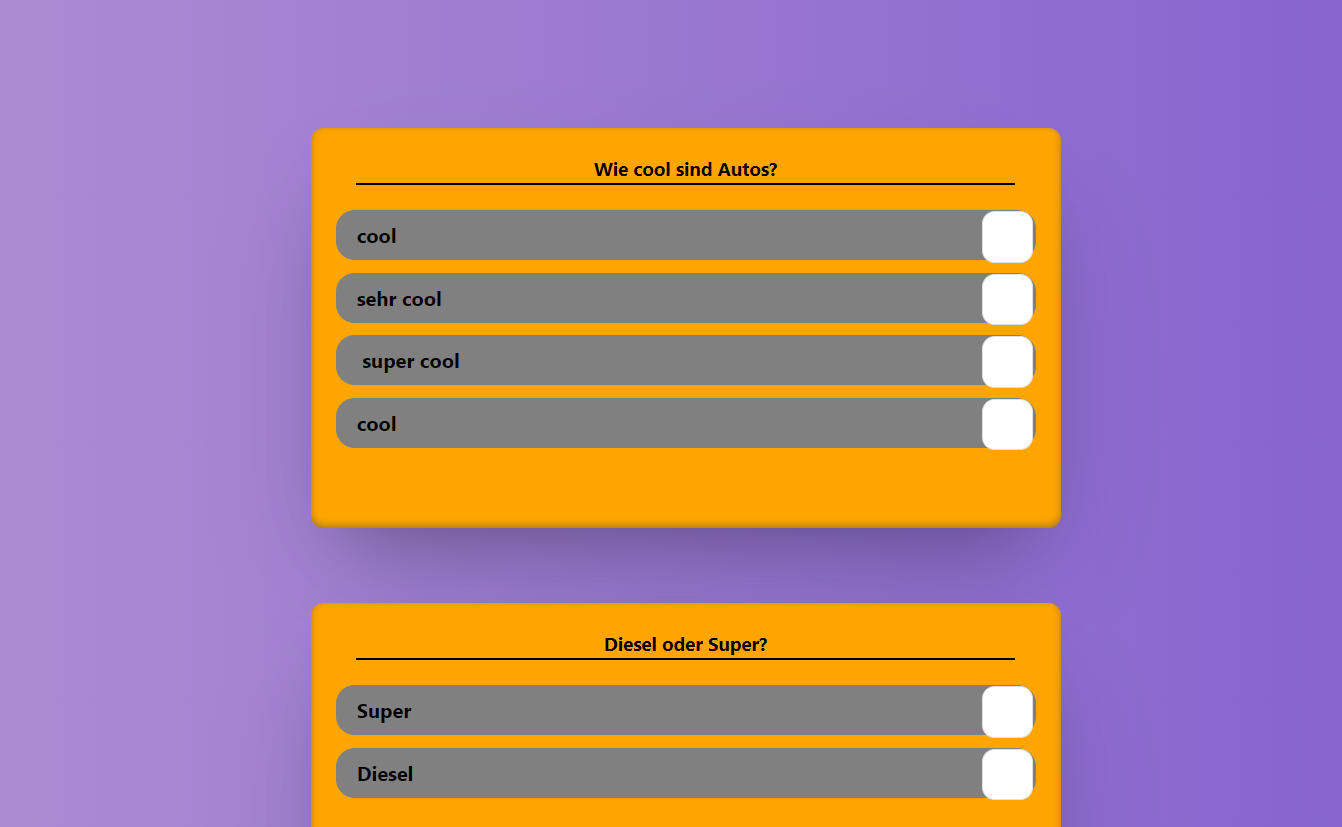 Wie cool sind Autos?
cool
sehr cool
super cool
cool
Diesel oder Super?
Super
Diesel